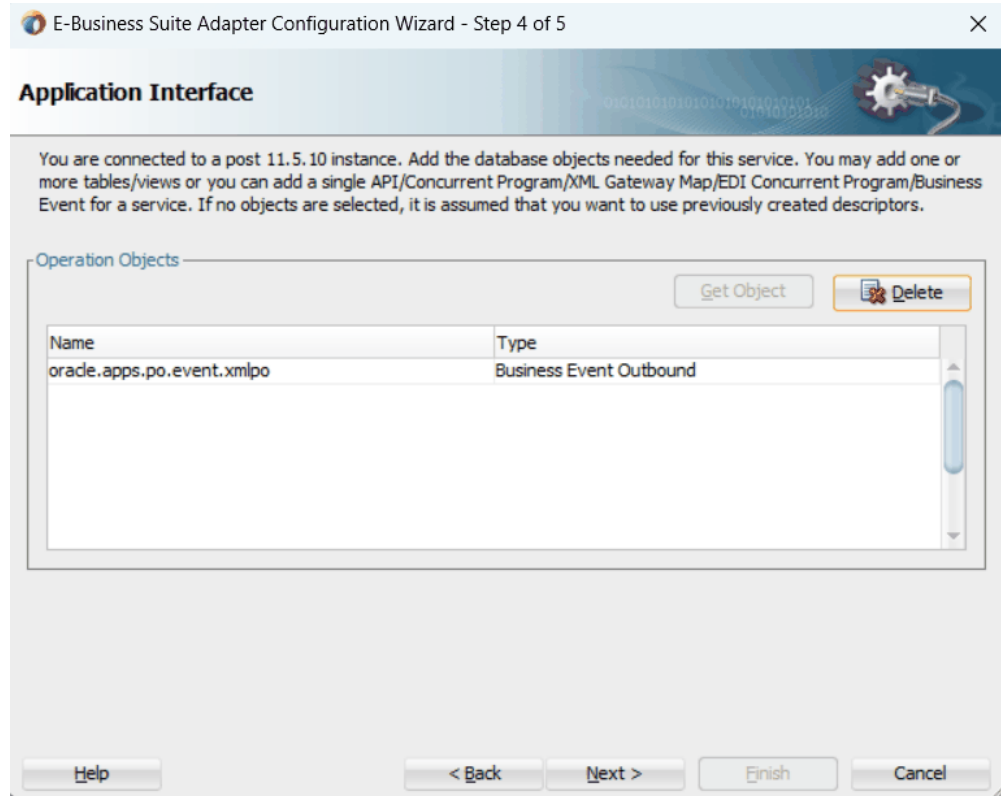 E-Business Suite Adapter Configuration Wizard - Step 4 of 5
Application Interface
You are connected to a post 11.5.10 instance. Add the database objects needed for this service. You may add one or
more tables/views or you can add a single API/Concurrent Program/XML Gateway Map/EDI Concurrent Program/Business
Event for a service. If no objects are selected, it is assumed that you want to use previously created descriptors.
Operation Objects
Get Object Delete
Name Type
oracle.apps.po.event.xmlpo Business Event Outbound
Help < Back Next > Finish Cancel